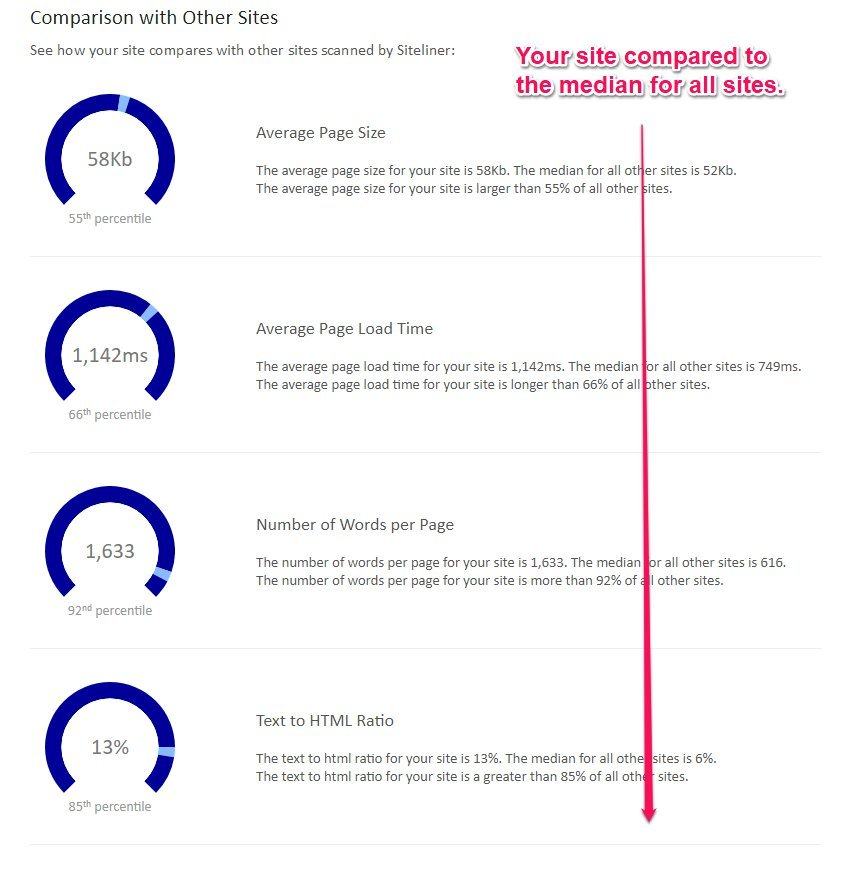 Comparison with Other Sites
See how your site compares with other sites scanned by Siteliner:
Your site compared to
the median for all sites.
58Kb
55th percentile
Average Page Size
The average page size for your site is 58Kb. The median for all other sites is 52Kb.
The average page size for your site is larger than 55% of all other sites.
1,142ms
66th percentile
Average Page Load Time
The average page load time for your site is 1,142ms. The median for all other sites is 749ms.
The average page load time for your site is longer than 66% of all other sites.
1,633
92nd percentile
Number of Words per Page
The number of words per page for your site is 1,633. The median for all other sites is 616.
The number of words per page for your site is more than 92% of all other sites.
13%
85th percentile
Text to HTML Ratio
The text to html ratio for your site is 13%. The median for all other sites is 6%.
The text to html ratio for your site is a greater than 85% of all other sites.